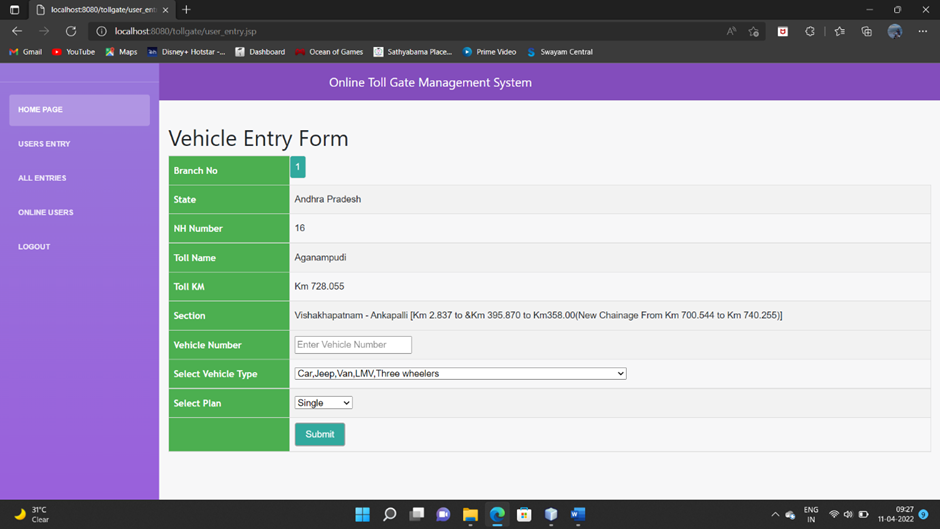 localhost:8080/tollgate/user_ent
localhost:8080/tollgate/user_entry.jsp
Gmail YouTube Maps Disney+ Hotstar -... Dashboard Ocean of Games Sathyabama Place... Prime Video Swayam Central
Online Toll Gate Management System
HOME PAGE
USERS ENTRY
ALL ENTRIES
ONLINE USERS
LOGOUT
Vehicle Entry Form
Branch No 1
State Andhra Pradesh
NH Number 16
Toll Name Aganampudi
Toll KM Km 728.055
Section Vishakhapatnam - Ankapalli [Km 2.837 to &Km 395.870 to Km358.00(New Chainage From Km 700.544 to Km 740.255)]
Vehicle Number Enter Vehicle Number
Select Vehicle Type Car,Jeep,Van,LMV,Three wheelers
Select Plan Single
Submit
31°C
Clear
ENG
IN
09:27
11-04-2022